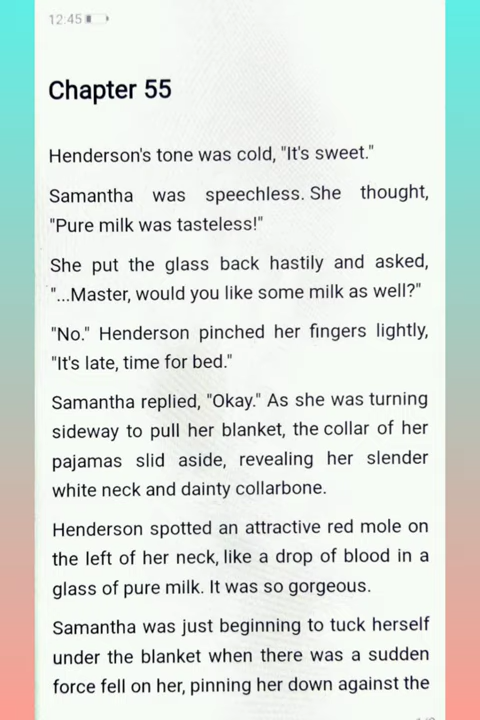 12:45
Chapter 55
Henderson's tone was cold, "It's sweet."
Samantha was speechless. She thought,
"Pure milk was tasteless!"
She put the glass back hastily and asked,
"...Master, would you like some milk as well?"
"No." Henderson pinched her fingers lightly,
"It's late, time for bed."
Samantha replied, "Okay." As she was turning
sideway to pull her blanket, the collar of her
pajamas slid aside, revealing her slender
white neck and dainty collarbone.
Henderson spotted an attractive red mole on
the left of her neck, like a drop of blood in a
glass of pure milk. It was so gorgeous.
Samantha was just beginning to tuck herself
under the blanket when there was a sudden
force fell on her, pinning her down against the